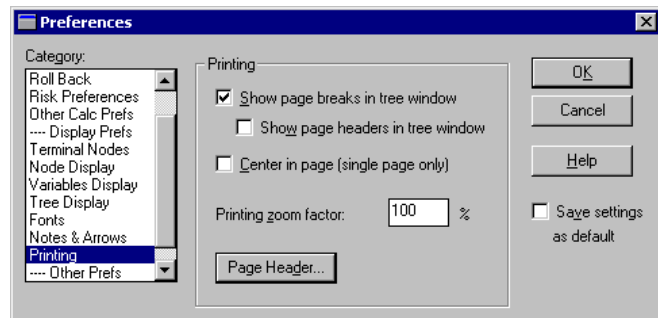 Preferences
Category:
Roll Back
Risk Preferences
Other Calc Prefs
---- Display Prefs
Terminal Nodes
Node Display
Variables Display
Tree Display
Fonts
Notes & Arrows
Printing
---- Other Prefs
Printing
Show page breaks in tree window
Show page headers in tree window
Center in page (single page only)
Printing zoom factor: 100 %
Page Header...
OK
Cancel
Help
Save settings
as default